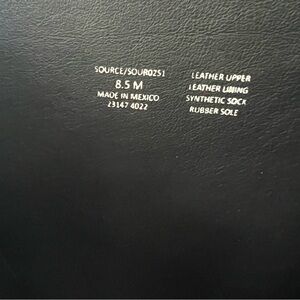 SOURCE/SOUR0251
8.5 M
MADE IN MEXICO
23147 4022
LEATHER UPPER
LEATHER LINING
SYNTHETIC SOCK
RUBBER SOLE